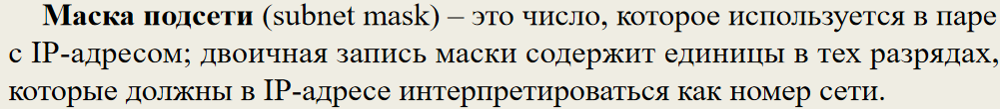 Маска подсети (subnet mask) – это число, которое используется в паре
с IP-адресом; двоичная запись маски содержит единицы в тех разрядах,
которые должны в IP-адресе интерпретироваться как номер сети.